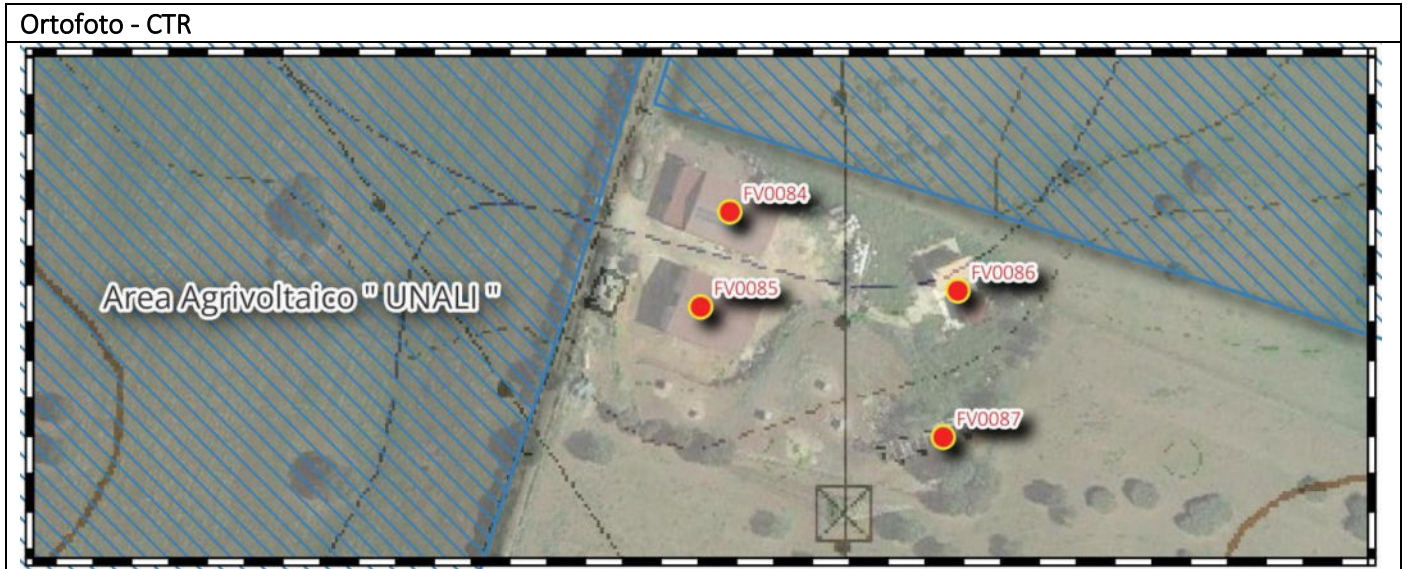 Ortofoto - CTR
FV0084
FV0086
Area Agrivoltaico " UNALI "
FV0085
FV0087